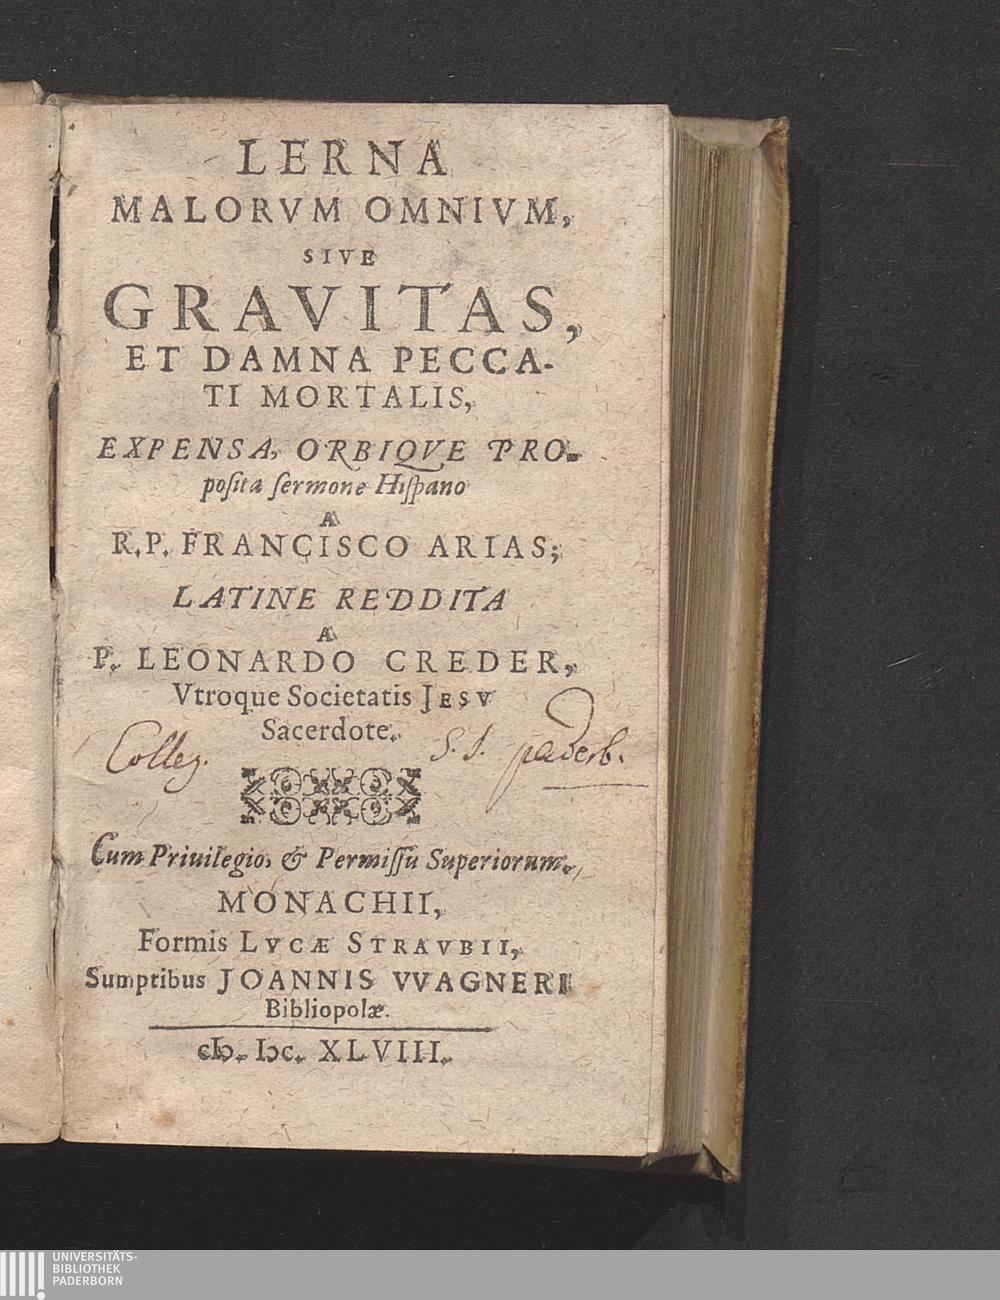 LERNA
MALORVM OMNIVM,
SIVE
GRAVITAS,
ET DAMNA PECCA-
TI MORTALIS,
EXPENSA, ORBIQVE PRO-
posita sermone Hispano
A
R. P. FRANCISCO ARIAS;
LATINE REDDITA
A
P. LEONARDO CREDER,
Vtroque Societatis JESV
Sacerdote.
Colleg. S. J. paderb.
Cum Priuilegio, & Permissu Superiorum.
MONACHII,
Formis LVCÆ STRAVBII,
Sumptibus JOANNIS VVAGNERI
Bibliopolæ.
cIↄ. Iↄc. XLVIII.
UNIVERSITÄTS-
BIBLIOTHEK
PADERBORN